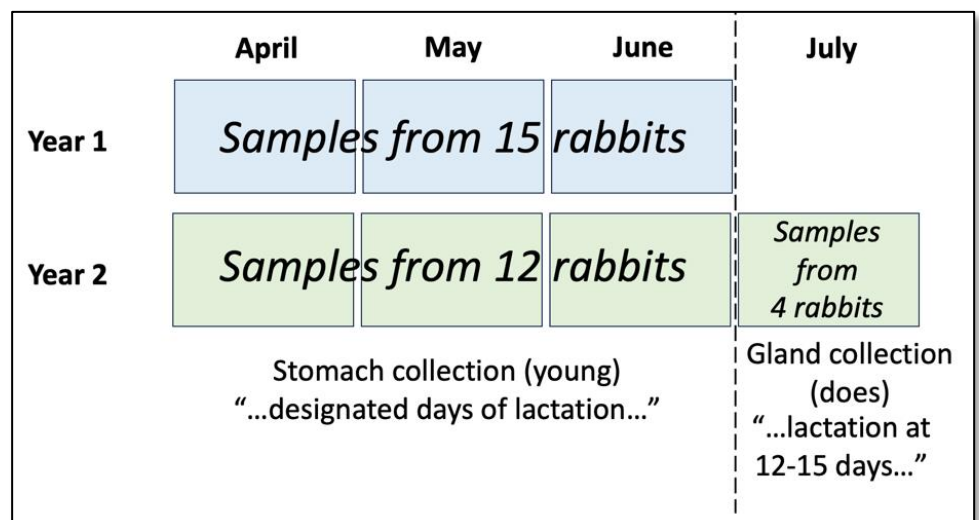 April May June July
Year 1 Samples from 15 rabbits
Year 2 Samples from 12 rabbits
Samples
from
4 rabbits
Stomach collection (young)
“...designated days of lactation...”
Gland collection
(does)
“...lactation at
12-15 days...”